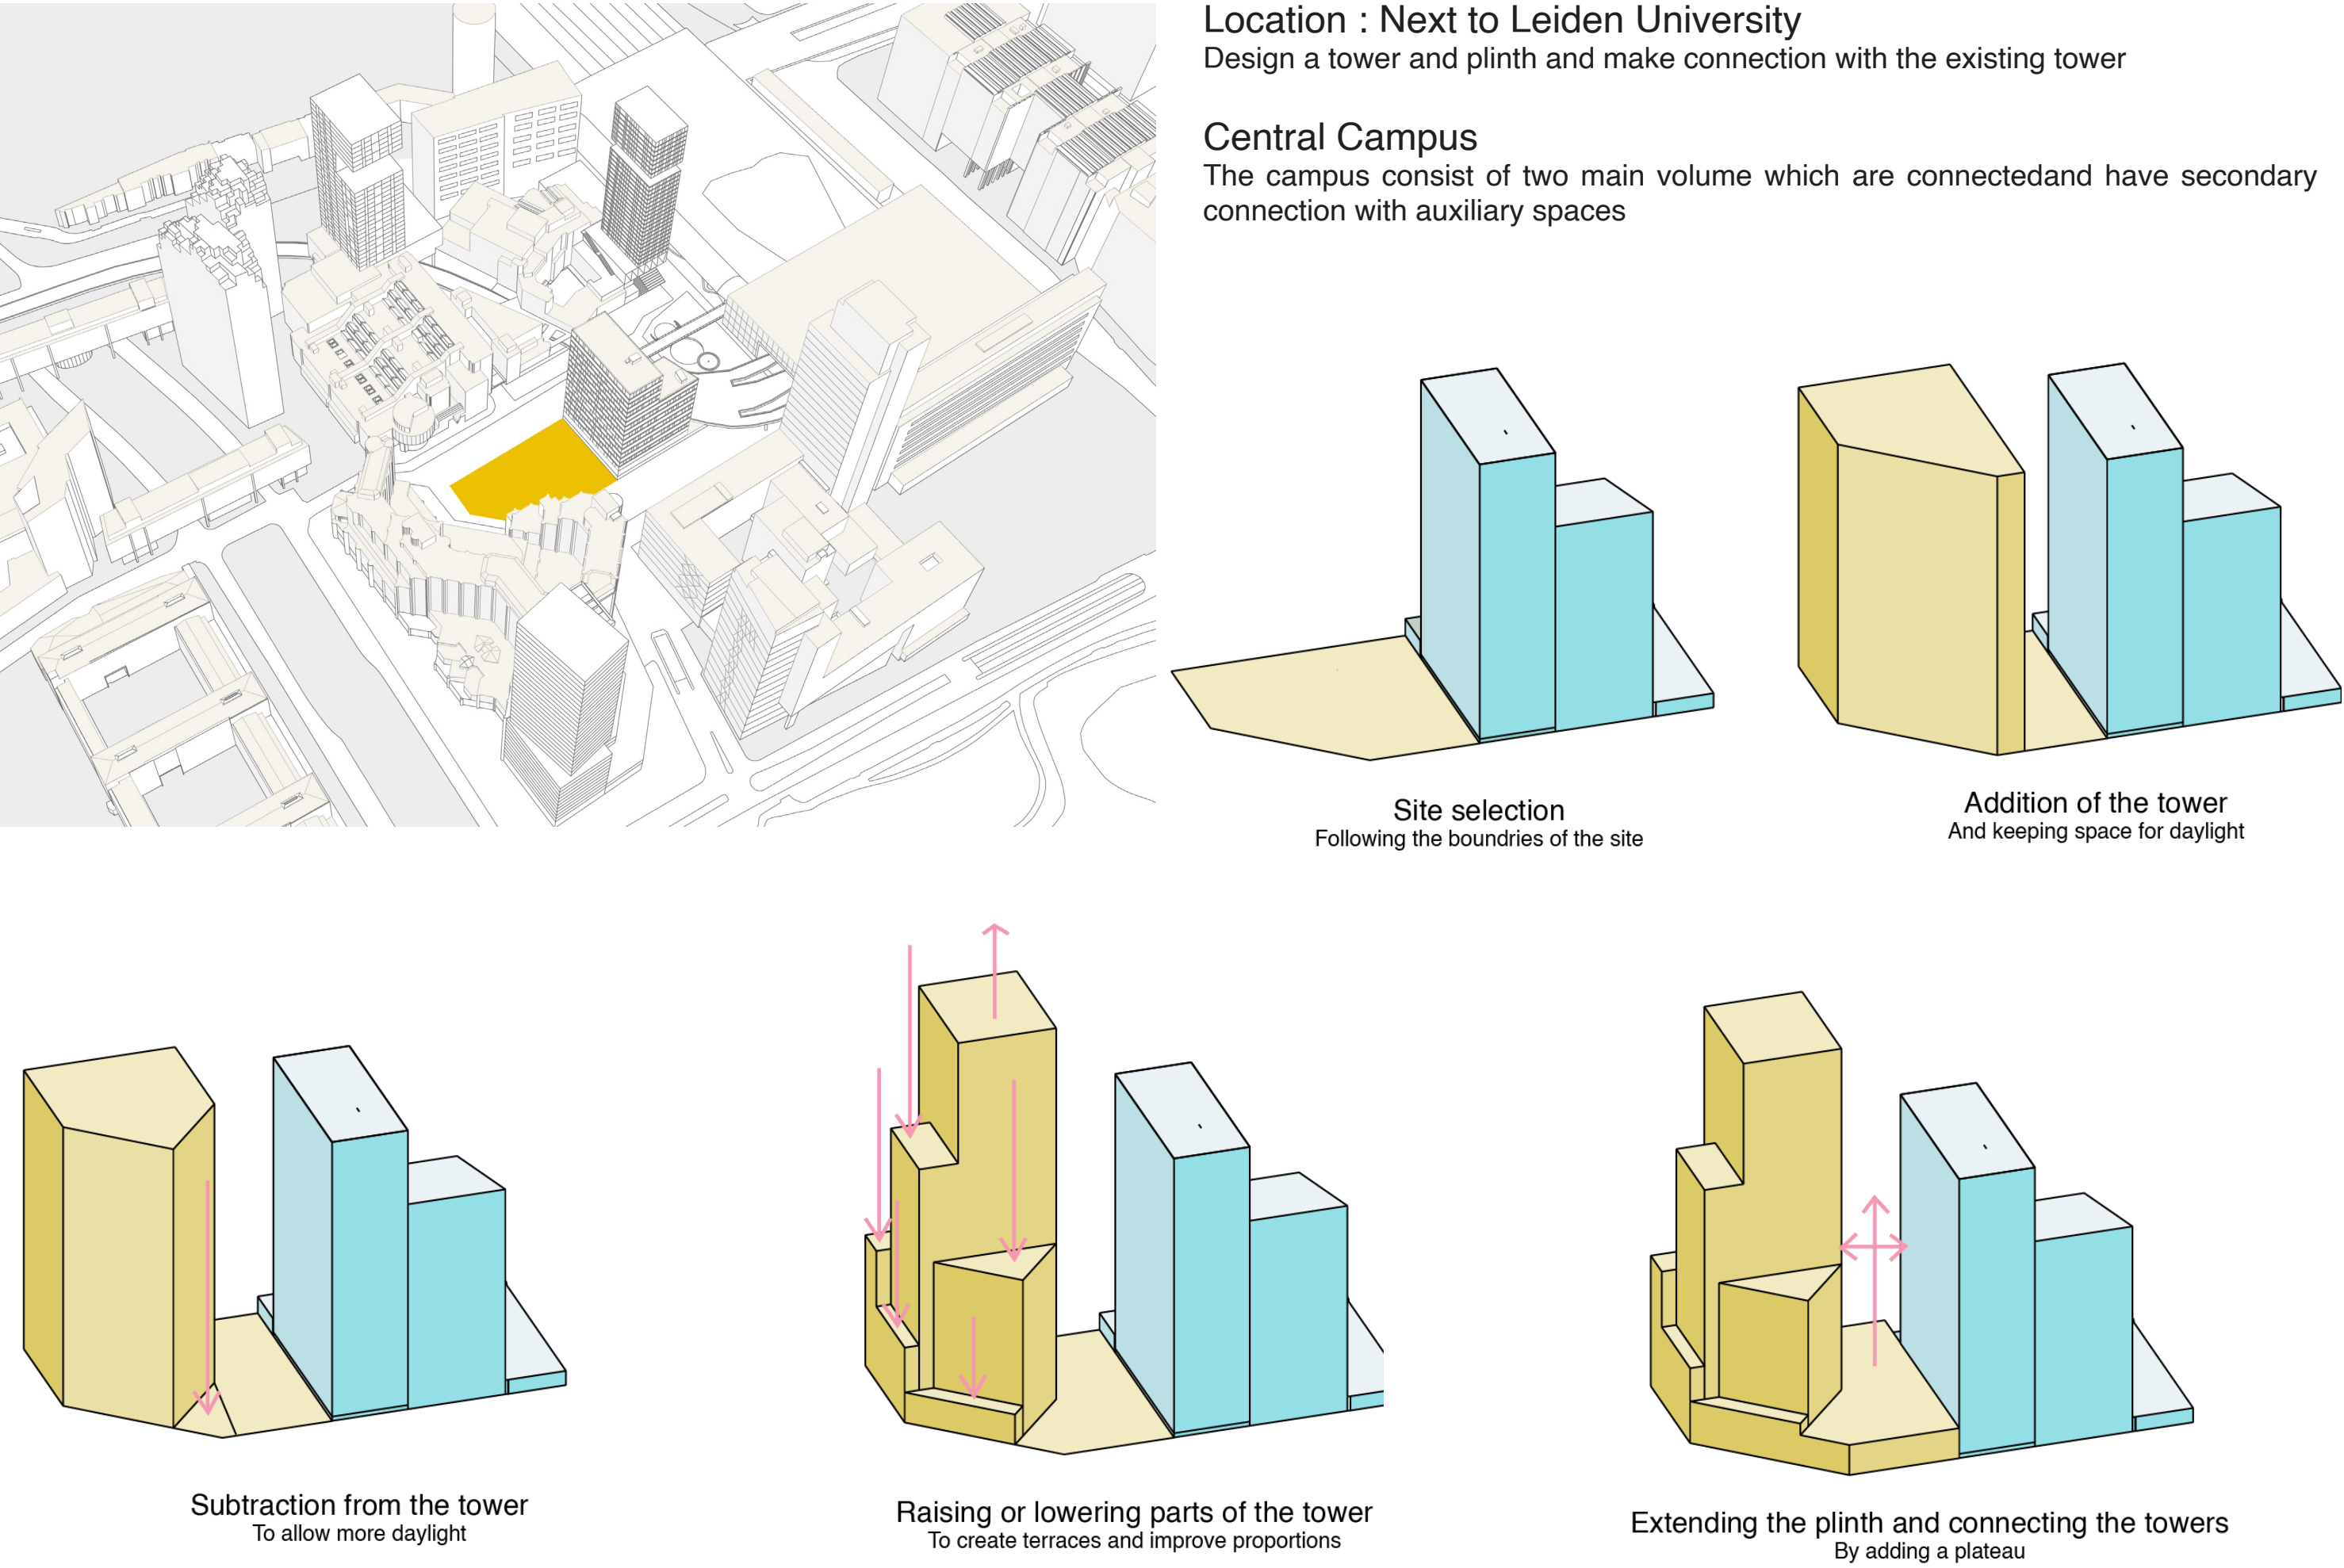 Location : Next to Leiden University
Design a tower and plinth and make connection with the existing tower
Central Campus
The campus consist of two main volume which are connectedand have secondary
connection with auxiliary spaces
Site selection
Following the boundries of the site
Addition of the tower
And keeping space for daylight
Subtraction from the tower
To allow more daylight
Raising or lowering parts of the tower
To create terraces and improve proportions
Extending the plinth and connecting the towers
By adding a plateau